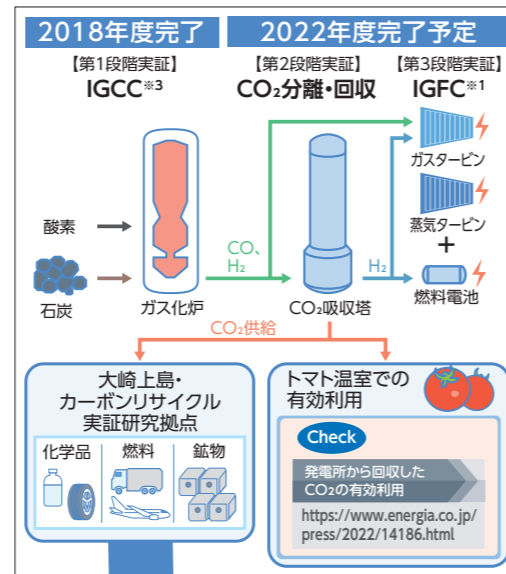 2018年度完了
2022年度完了予定
【第1段階実証】
IGCC※3
【第2段階実証】
CO₂分離・回収
【第3段階実証】
IGFC※1
ガスタービン
酸素
蒸気タービン
+
CO、
H₂
H₂
石炭
ガス化炉
CO₂吸収塔
燃料電池
CO₂供給
大崎上島・
カーボンリサイクル
実証研究拠点
化学品
燃料
鉱物
トマト温室での
有効利用
Check
発電所から回収した
CO₂の有効利用
https://www.energia.co.jp/
press/2022/14186.html